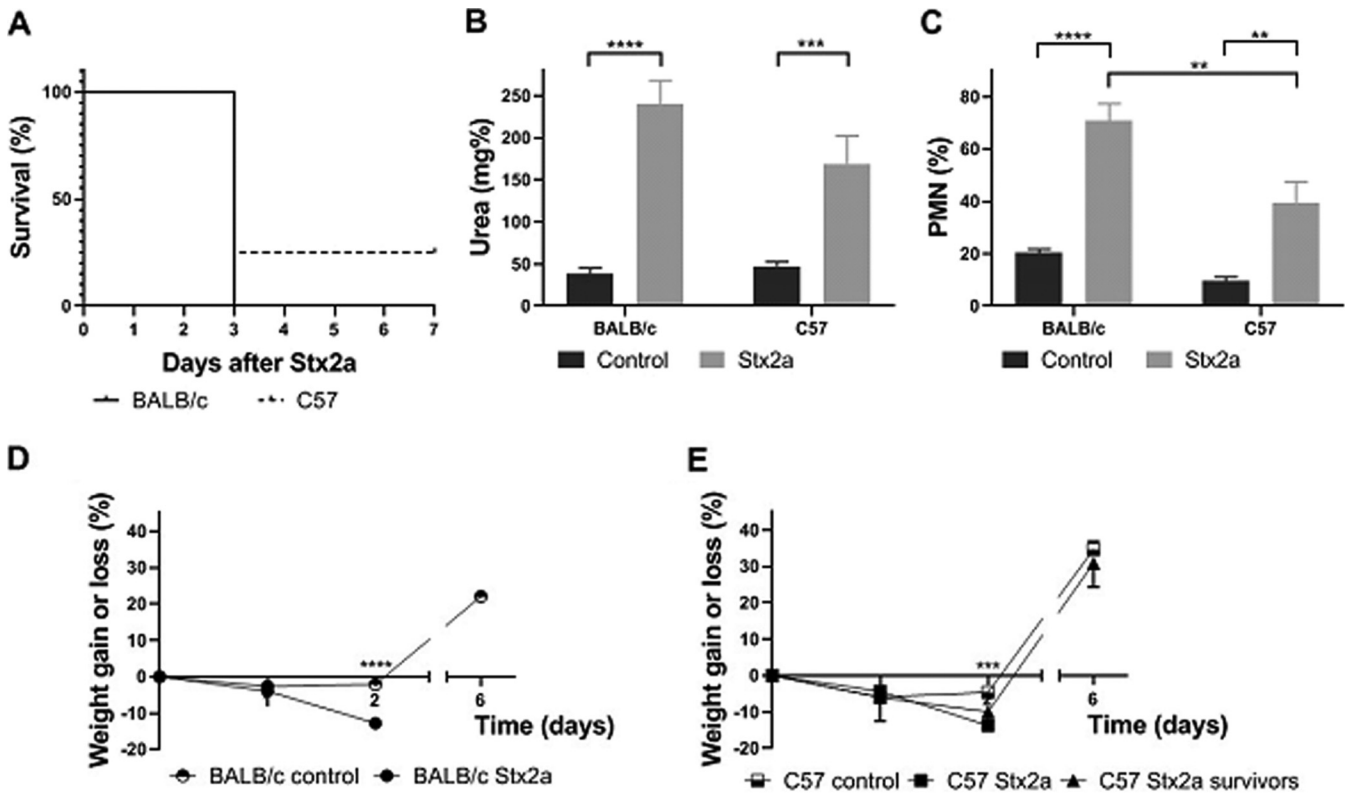 A
Survival (%)
100
50
0
0 1 2 3 4 5 6 7
Days after Stx2a
BALB/c C57
B
Urea (mg%)
**** ***
250
200
150
100
50
0
BALB/c C57
Control Stx2a
C
PMN (%)
**** **
**
80
60
40
20
0
BALB/c C57
Control Stx2a
D
Weight gain or loss (%)
40
30
20
10
0
-10
-20
****
2 6
Time (days)
BALB/c control BALB/c Stx2a
E
Weight gain or loss (%)
40
30
20
10
0
-10
-20
***
6
Time (days)
C57 control C57 Stx2a C57 Stx2a survivors